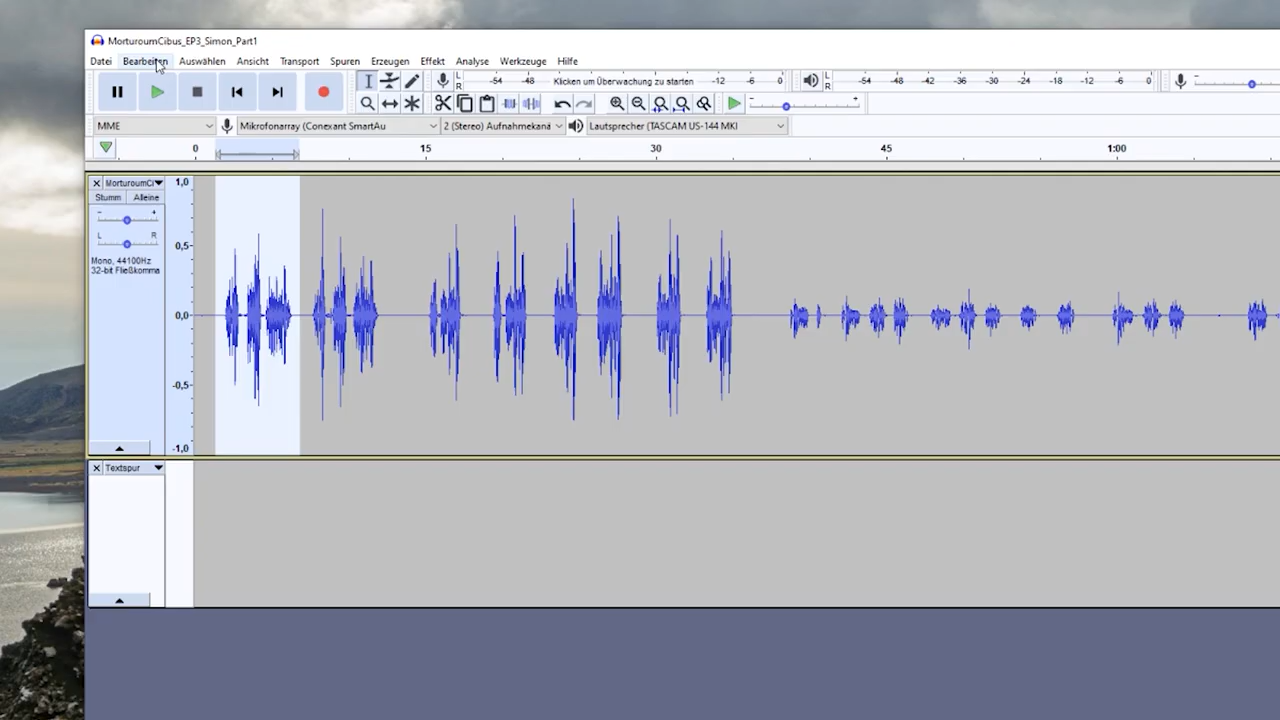 MorturoumCibus_EP3_Simon_Part1
Datei Bearbeiten Auswählen Ansicht Transport Spuren Erzeugen Effekt Analyse Werkzeuge Hilfe
L R -54 -48 Klicken um Überwachung zu starten -12 -6 0 L R -54 -48 -42 -36 -30 -24 -18 -12 -6 0
MME Mikrofonarray (Conexant SmartAu 2 (Stereo) Aufnahmekanä Lautsprecher (TASCAM US-144 MKI
0 15 30 45 1:00
MorturoumCi
Stumm Alleine
- +
L R
Mono, 44100Hz
32-bit Fließkomma
1,0
0,5
0,0
-0,5
-1,0
Textspur